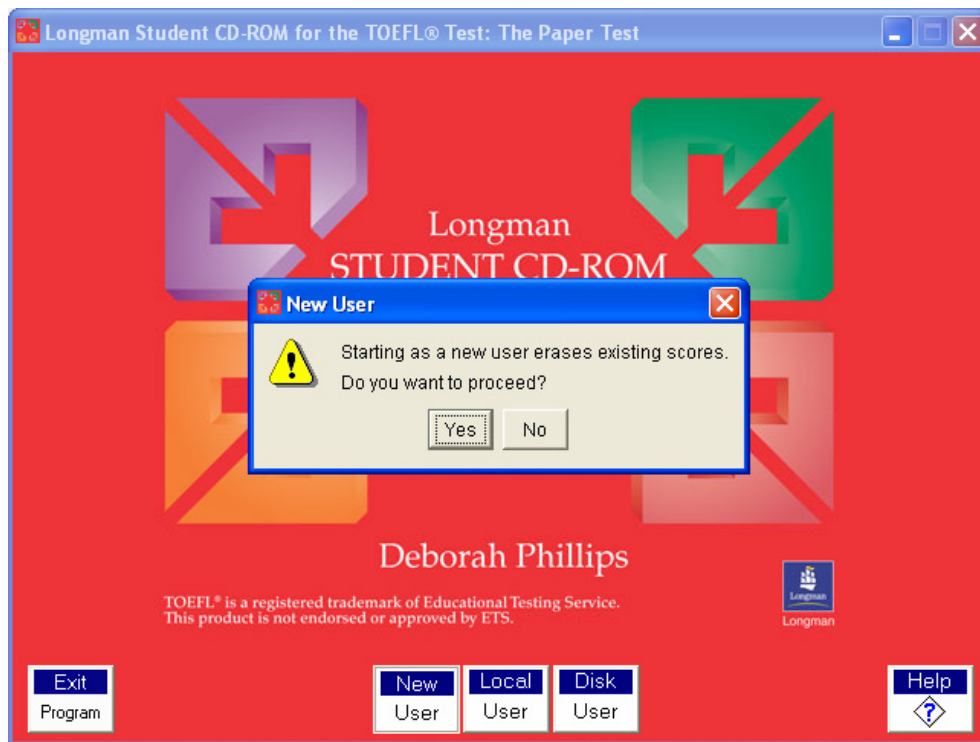 Longman Student CD-ROM for the TOEFL® Test: The Paper Test
Longman
STUDENT CD-ROM
New User
Starting as a new user erases existing scores.
Do you want to proceed?
Yes
No
Deborah Phillips
TOEFL® is a registered trademark of Educational Testing Service.
This product is not endorsed or approved by ETS.
Longman
Longman
Exit
Program
New
User
Local
User
Disk
User
Help
?